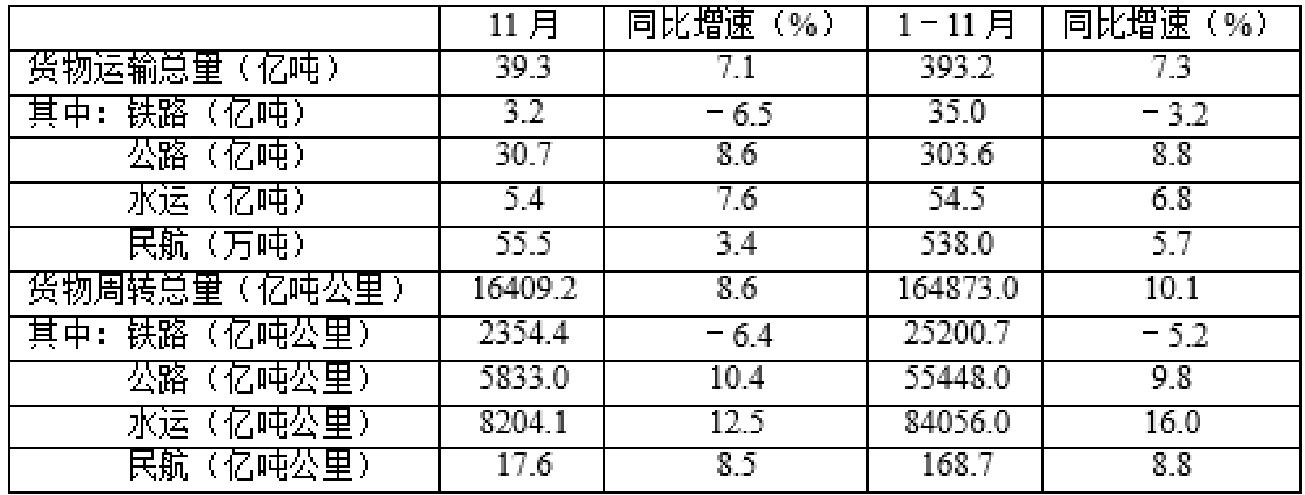 11 月 同比增速（%） 1－11 月 同比增速（%）
货物运输总量（亿吨） 39.3 7.1 393.2 7.3
其中：铁路（亿吨） 3.2 －6.5 35.0 －3.2
公路（亿吨） 30.7 8.6 303.6 8.8
水运（亿吨） 5.4 7.6 54.5 6.8
民航（万吨） 55.5 3.4 538.0 5.7
货物周转总量（亿吨公里） 16409.2 8.6 164873.0 10.1
其中：铁路（亿吨公里） 2354.4 －6.4 25200.7 －5.2
公路（亿吨公里） 5833.0 10.4 55448.0 9.8
水运（亿吨公里） 8204.1 12.5 84056.0 16.0
民航（亿吨公里） 17.6 8.5 168.7 8.8